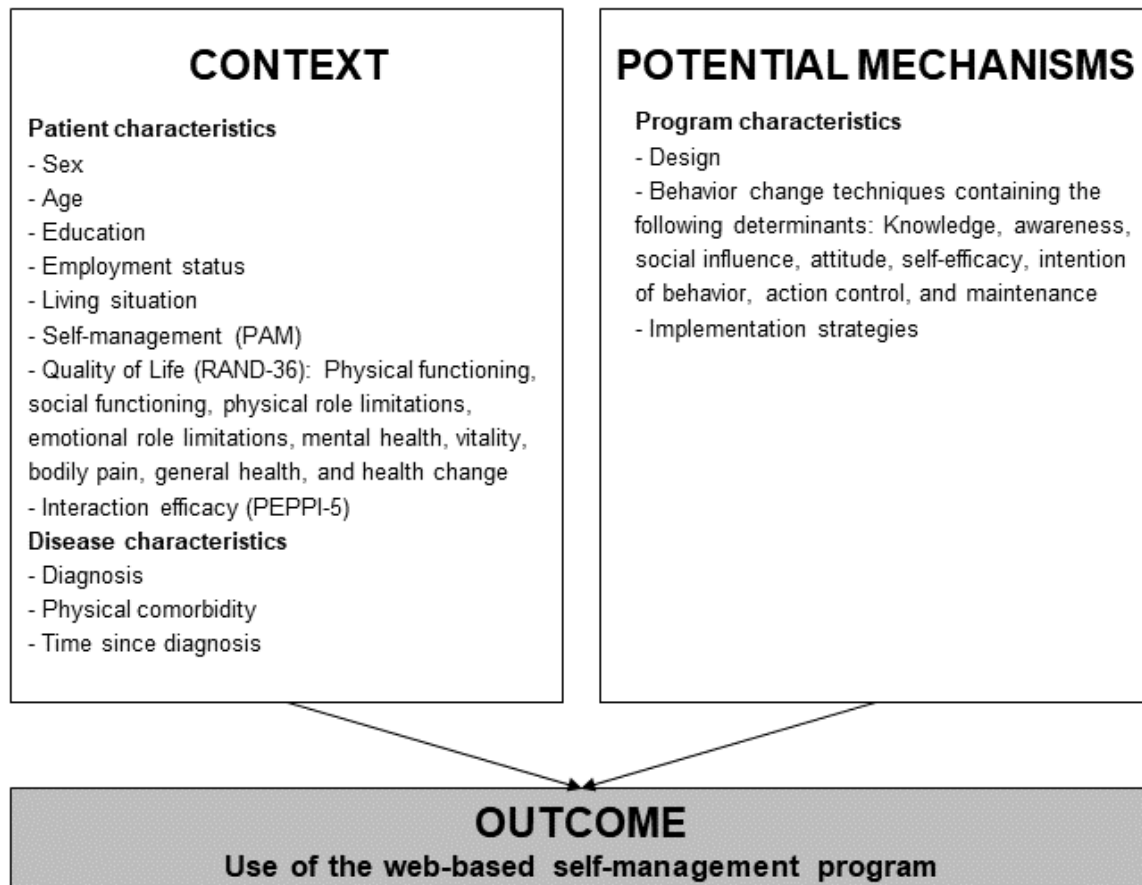 CONTEXT
Patient characteristics
- Sex
- Age
- Education
- Employment status
- Living situation
- Self-management (PAM)
- Quality of Life (RAND-36): Physical functioning,
social functioning, physical role limitations,
emotional role limitations, mental health, vitality,
bodily pain, general health, and health change
- Interaction efficacy (PEPPI-5)
Disease characteristics
- Diagnosis
- Physical comorbidity
- Time since diagnosis
POTENTIAL MECHANISMS
Program characteristics
- Design
- Behavior change techniques containing the
following determinants: Knowledge, awareness,
social influence, attitude, self-efficacy, intention
of behavior, action control, and maintenance
- Implementation strategies
OUTCOME
Use of the web-based self-management program